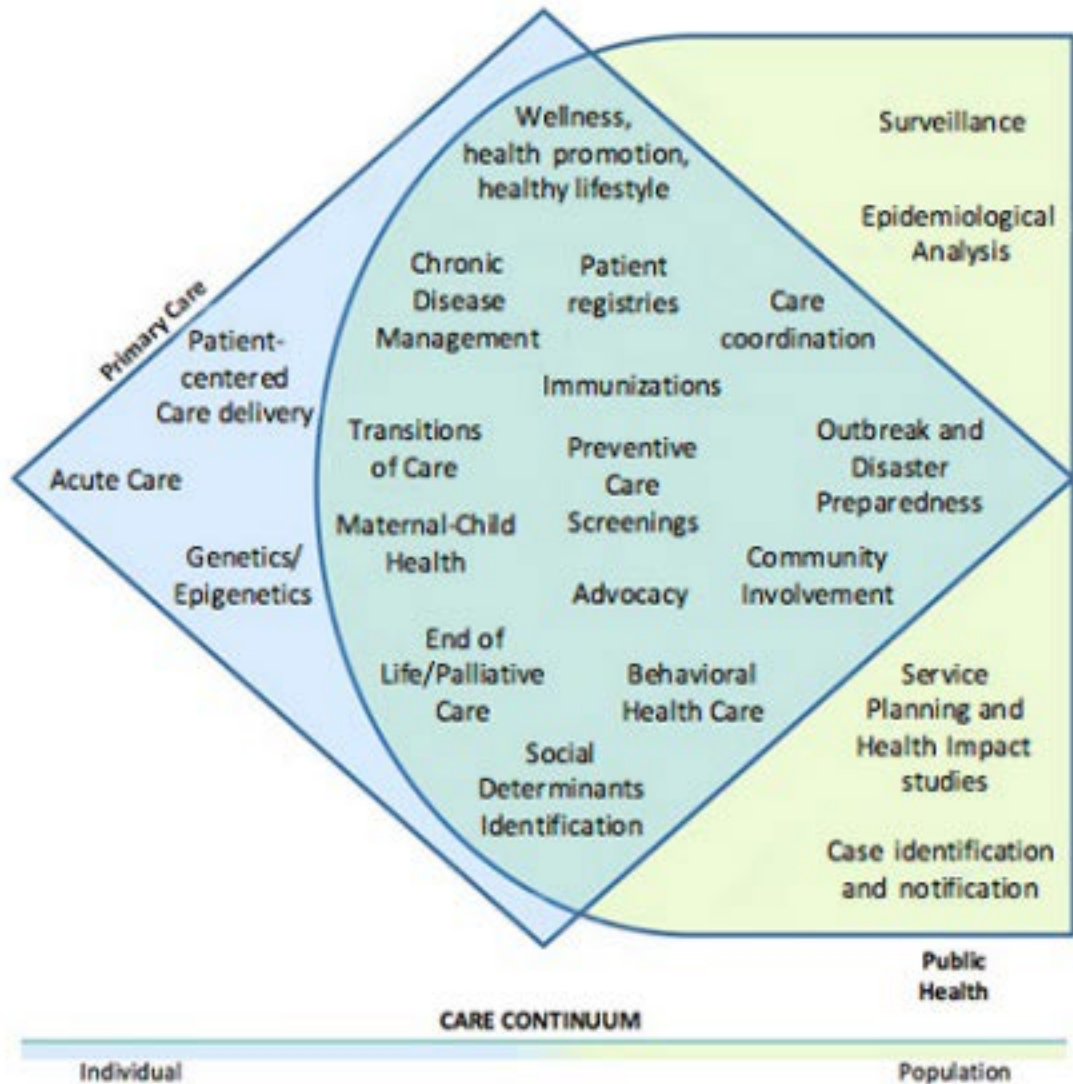 Wellness,
health promotion,
healthy lifestyle
Surveillance
Epidemiological
Analysis
Chronic
Disease
Management
Patient
registries
Care
coordination
Primary Care
Patient-
centered
Care delivery
Immunizations
Transitions
of Care
Preventive
Care
Outbreak and
Disaster
Preparedness
Acute Care
Screenings
Maternal-Child
Health
Genetics/
Epigenetics
Advocacy
Community
Involvement
End of
Life/Palliative
Care
Behavioral
Health Care
Service
Planning and
Health Impact
studies
Social
Determinants
Identification
Case identification
and notification
Public
Health
CARE CONTINUUM
Individual
Population